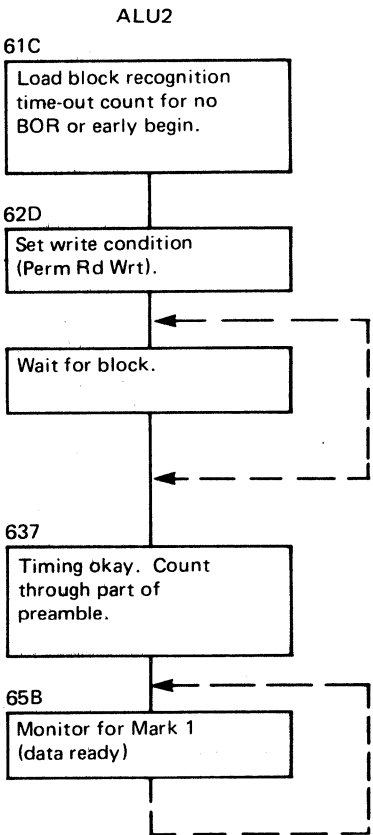 ALU2
61C
Load block recognition
time-out count for no
BOR or early begin.
62D
Set write condition
(Perm Rd Wrt).
Wait for block.
637
Timing okay. Count
through part of
preamble.
65B
Monitor for Mark 1
(data ready)